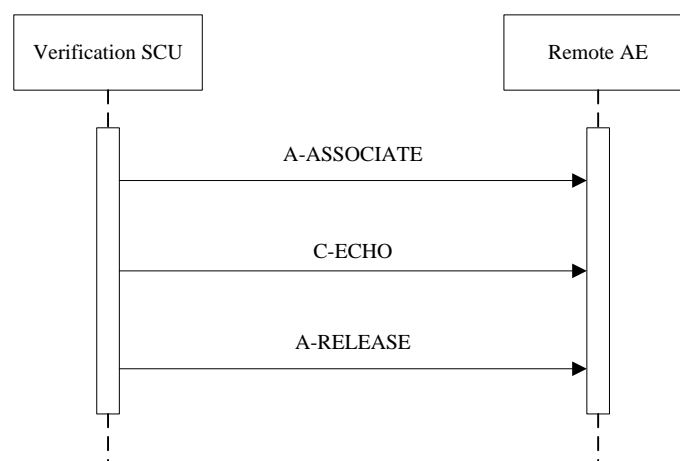 Verification SCU
Remote AE
A-ASSOCIATE
C-ECHO
A-RELEASE